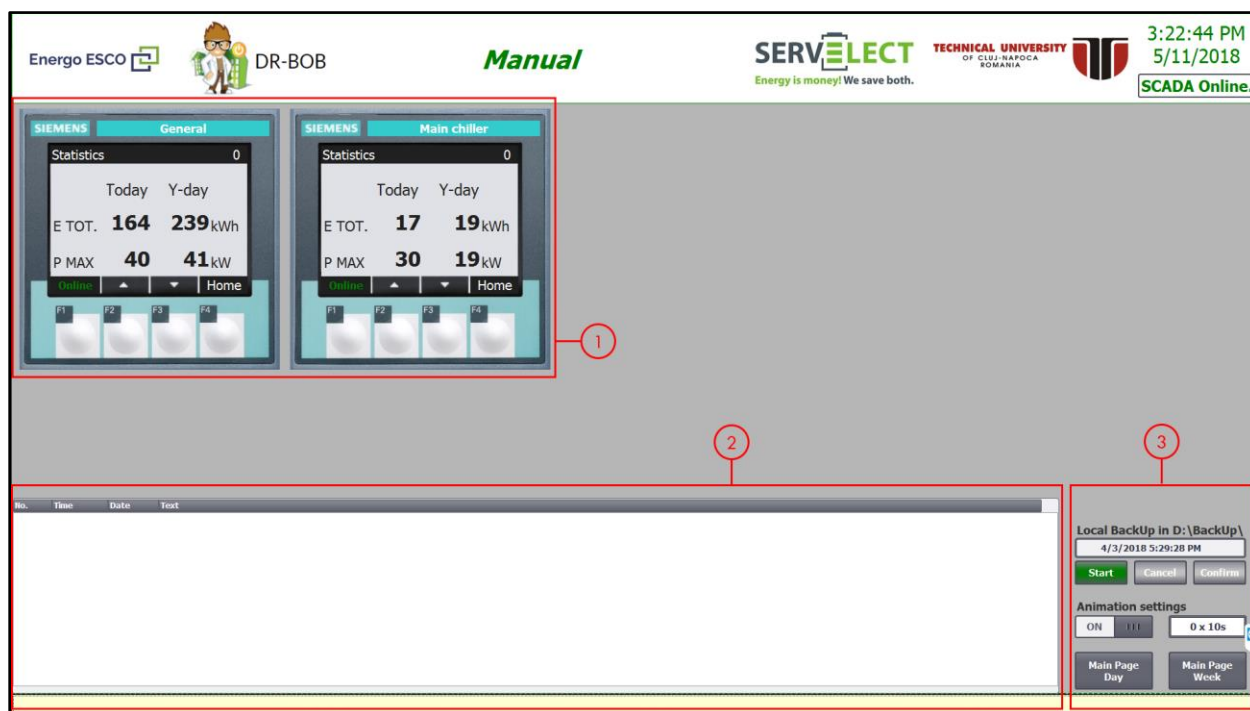 Energo ESCO
DR-BOB
Manual
SERVELECT
Energy is money! We save both.
TECHNICAL UNIVERSITY
OF CLUJ-NAPOCA
ROMANIA
3:22:44 PM
5/11/2018
SCADA Online.
SIEMENS General
Statistics 0
Today Y-day
E TOT. 164 239 kWh
P MAX 40 41 kW
Online Home
F1 F2 F3 F4
SIEMENS Main chiller
Statistics 0
Today Y-day
E TOT. 17 19 kWh
P MAX 30 19 kW
Online Home
F1 F2 F3 F4
1
2
3
No. Time Date Text
Local BackUp in D:\BackUp\
4/3/2018 5:29:28 PM
Start Cancel Confirm
Animation settings
ON 0 x 10s
Main Page
Day
Main Page
Week